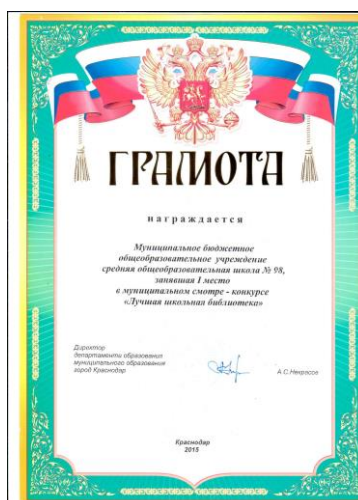 ГРАМОТА
награждается
Муниципальное бюджетное
общеобразовательное учреждение
средняя общеобразовательная школа № 98,
занявшая I место
в муниципальном смотре - конкурсе
«Лучшая школьная библиотека»
Директор
департамента образования
муниципального образования
город Краснодар
А.С.Некрасов
Краснодар
2015